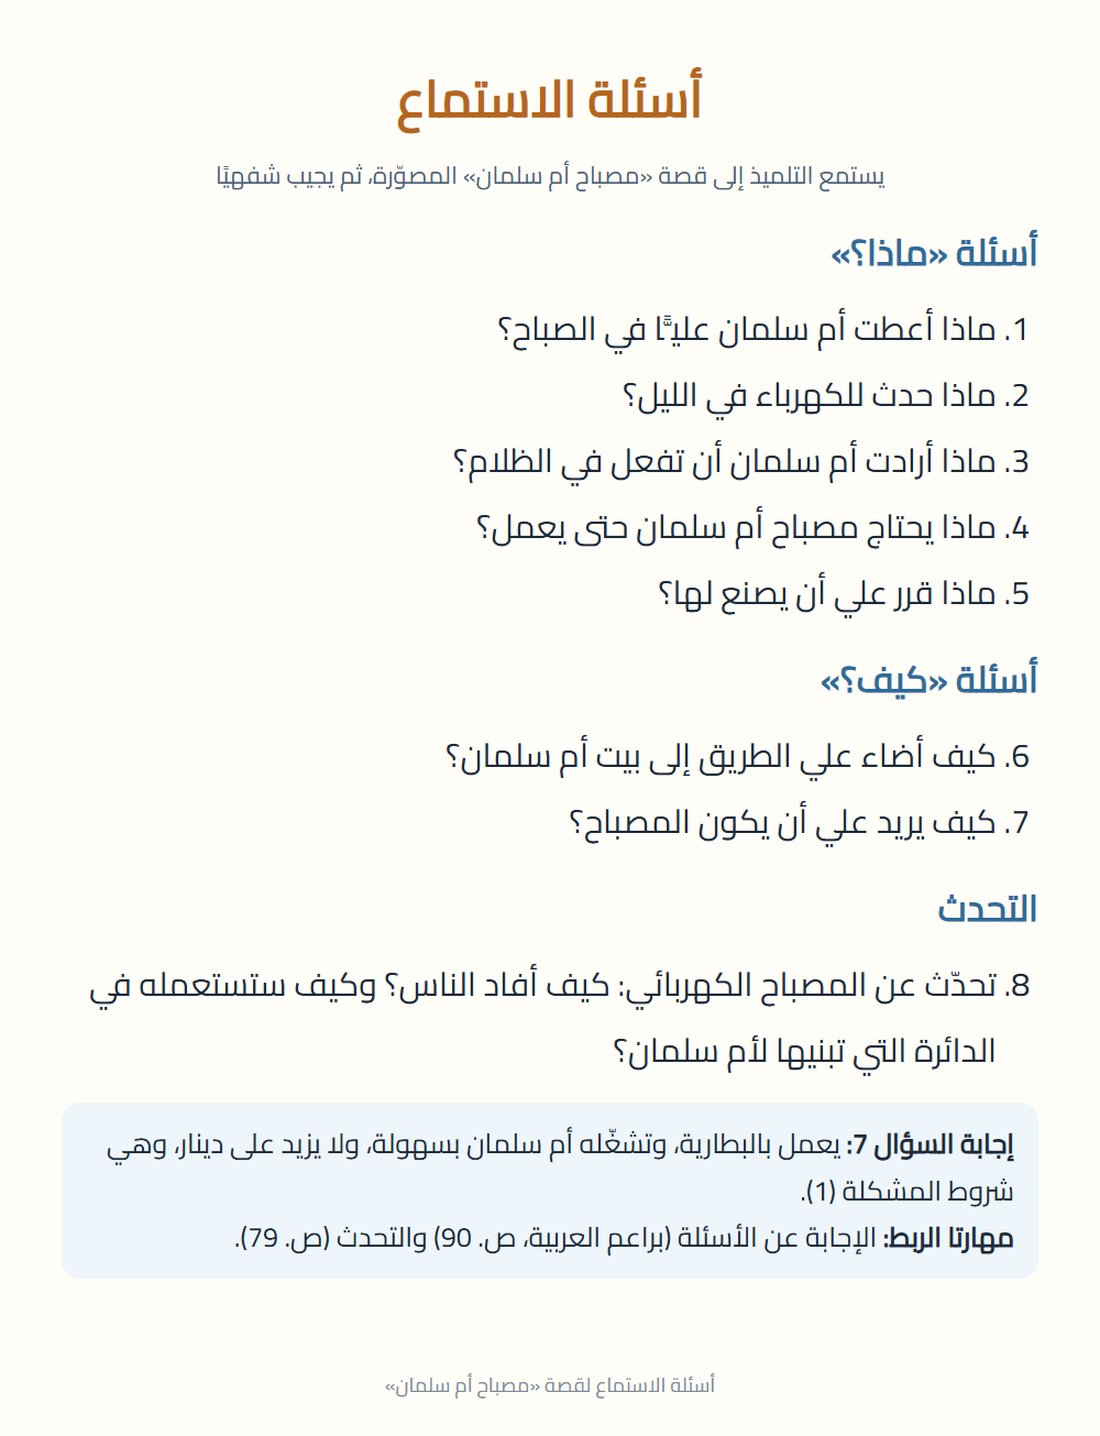 أسئلة الاستماع
يستمع التلميذ إلى قصة «مصباح أم سلمان» المصوّرة، ثم يجيب شفهيًا
أسئلة «ماذا؟»
1. ماذا أعطت أم سلمان عليًّا في الصباح؟
2. ماذا حدث للكهرباء في الليل؟
3. ماذا أرادت أم سلمان أن تفعل في الظلام؟
4. ماذا يحتاج مصباح أم سلمان حتى يعمل؟
5. ماذا قرر علي أن يصنع لها؟
أسئلة «كيف؟»
6. كيف أضاء علي الطريق إلى بيت أم سلمان؟
7. كيف يريد علي أن يكون المصباح؟
التحدث
8. تحدّث عن المصباح الكهربائي: كيف أفاد الناس؟ وكيف ستستعمله في
الدائرة التي تبنيها لأم سلمان؟
إجابة السؤال 7: يعمل بالبطارية، وتشغّله أم سلمان بسهولة، ولا يزيد على دينار، وهي
شروط المشكلة (1).
مهارتا الربط: الإجابة عن الأسئلة (براعم العربية، ص. 90) والتحدث (ص. 79).
أسئلة الاستماع لقصة «مصباح أم سلمان»